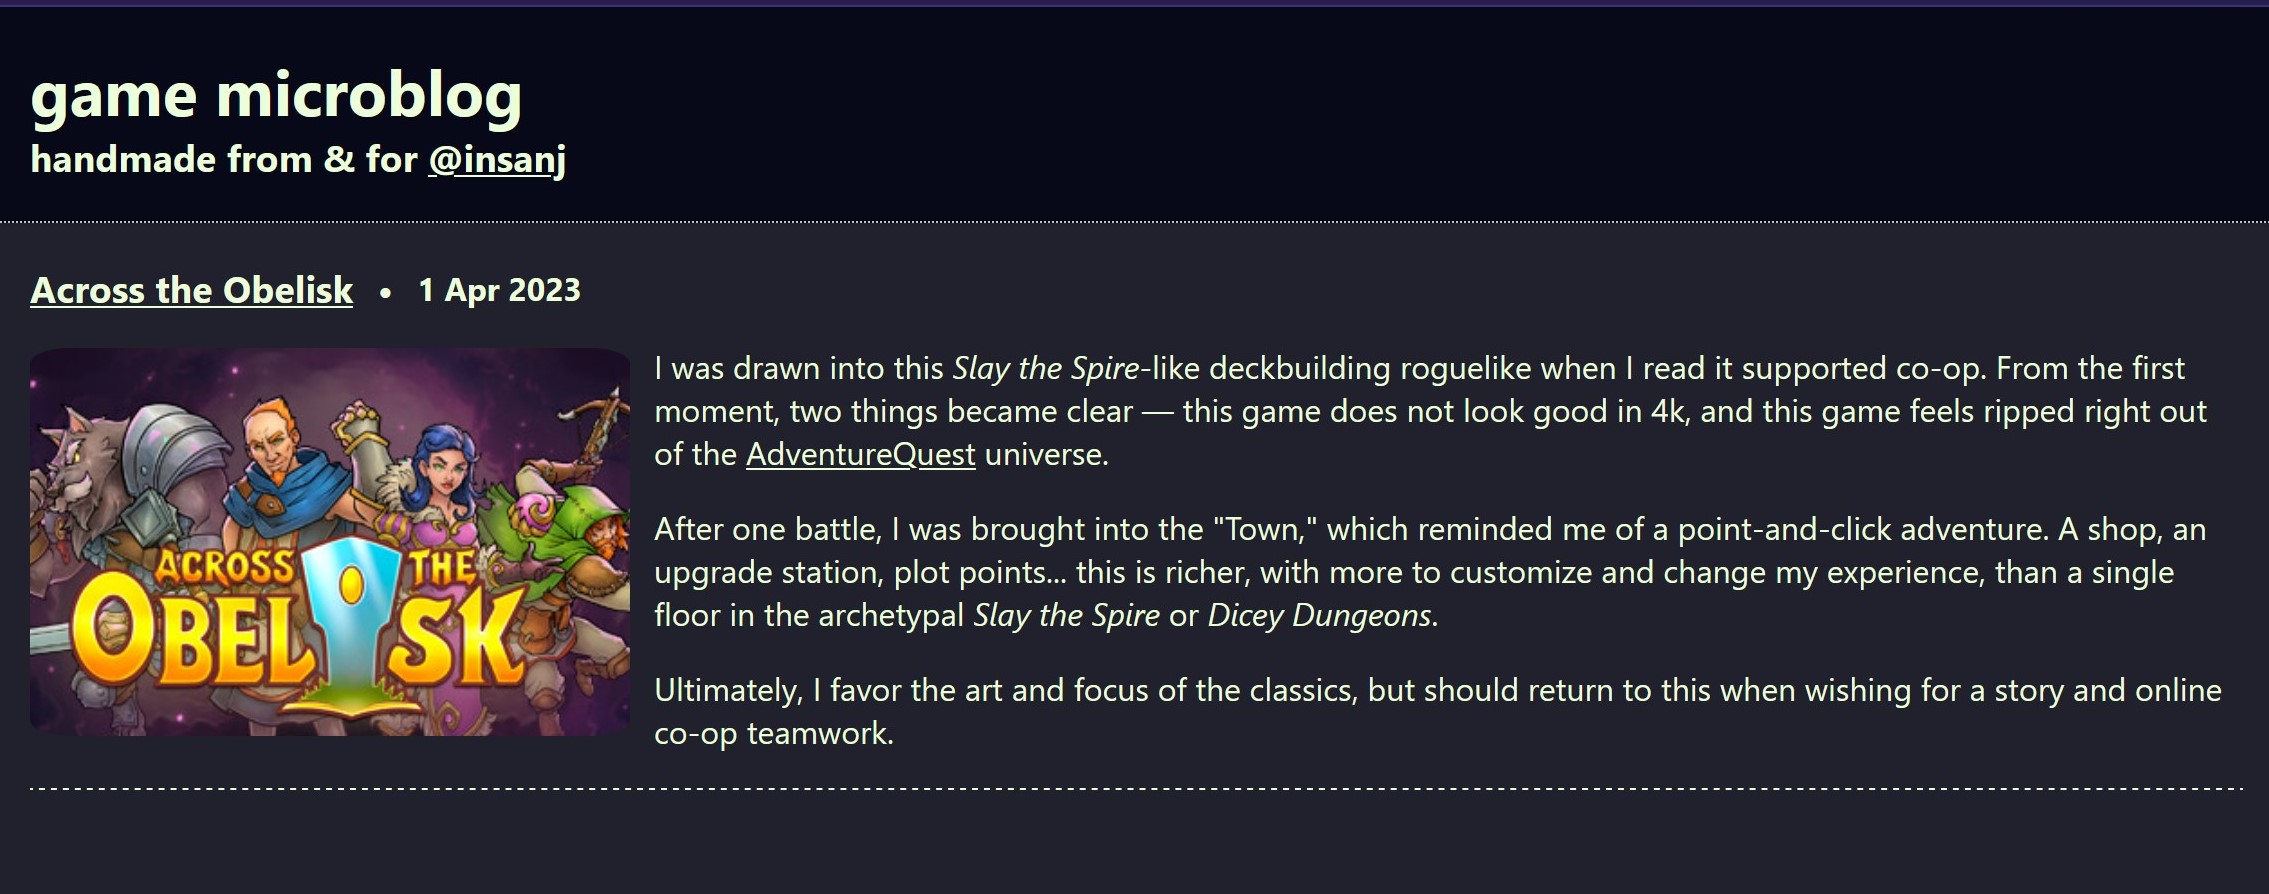 game microblog
handmade from & for @insanj
Across the Obelisk • 1 Apr 2023
ACROSS THE
OBELISK
I was drawn into this Slay the Spire-like deckbuilding roguelike when I read it supported co-op. From the first
moment, two things became clear — this game does not look good in 4k, and this game feels ripped right out
of the AdventureQuest universe.
After one battle, I was brought into the "Town," which reminded me of a point-and-click adventure. A shop, an
upgrade station, plot points... this is richer, with more to customize and change my experience, than a single
floor in the archetypal Slay the Spire or Dicey Dungeons.
Ultimately, I favor the art and focus of the classics, but should return to this when wishing for a story and online
co-op teamwork.